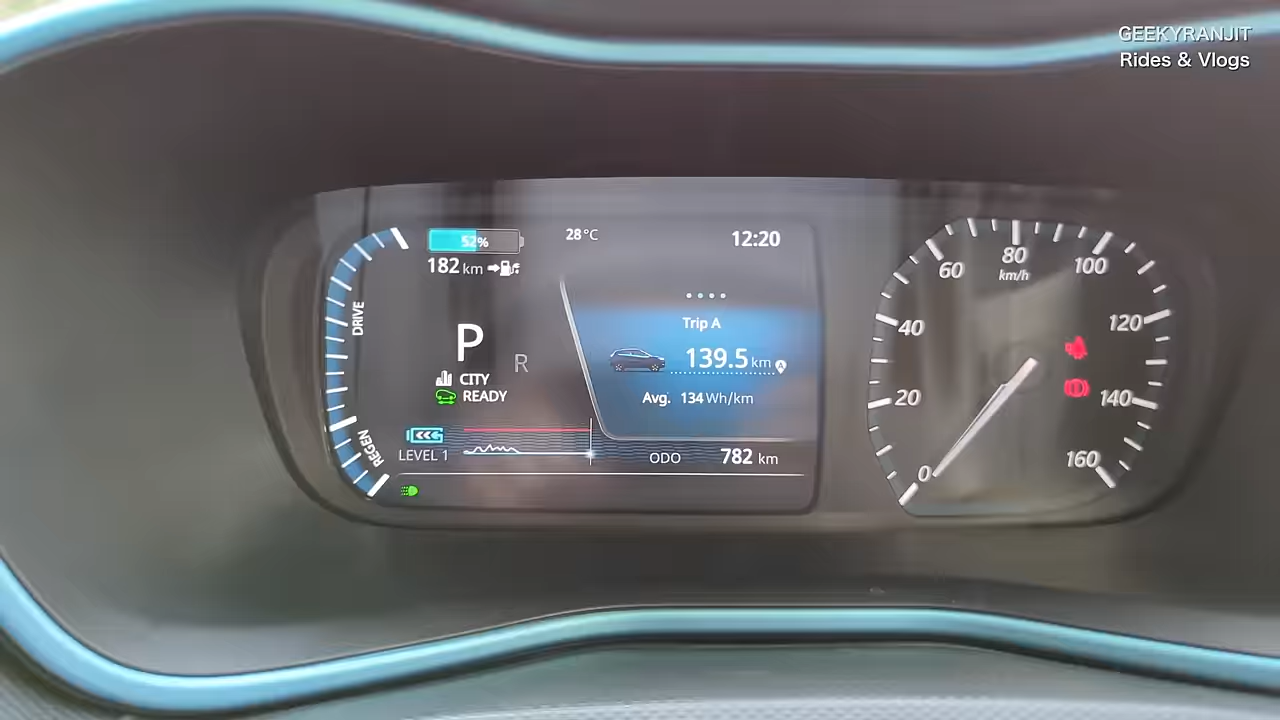 GEEKYRANJIT
Rides & Vlogs
52%
28°C
12:20
182 km
DRIVE
P
R
CITY
READY
REGEN
LEVEL 1
Trip A
139.5 km
A
Avg. 134 Wh/km
ODO 782 km
0
20
40
60
80
km/h
100
120
140
160